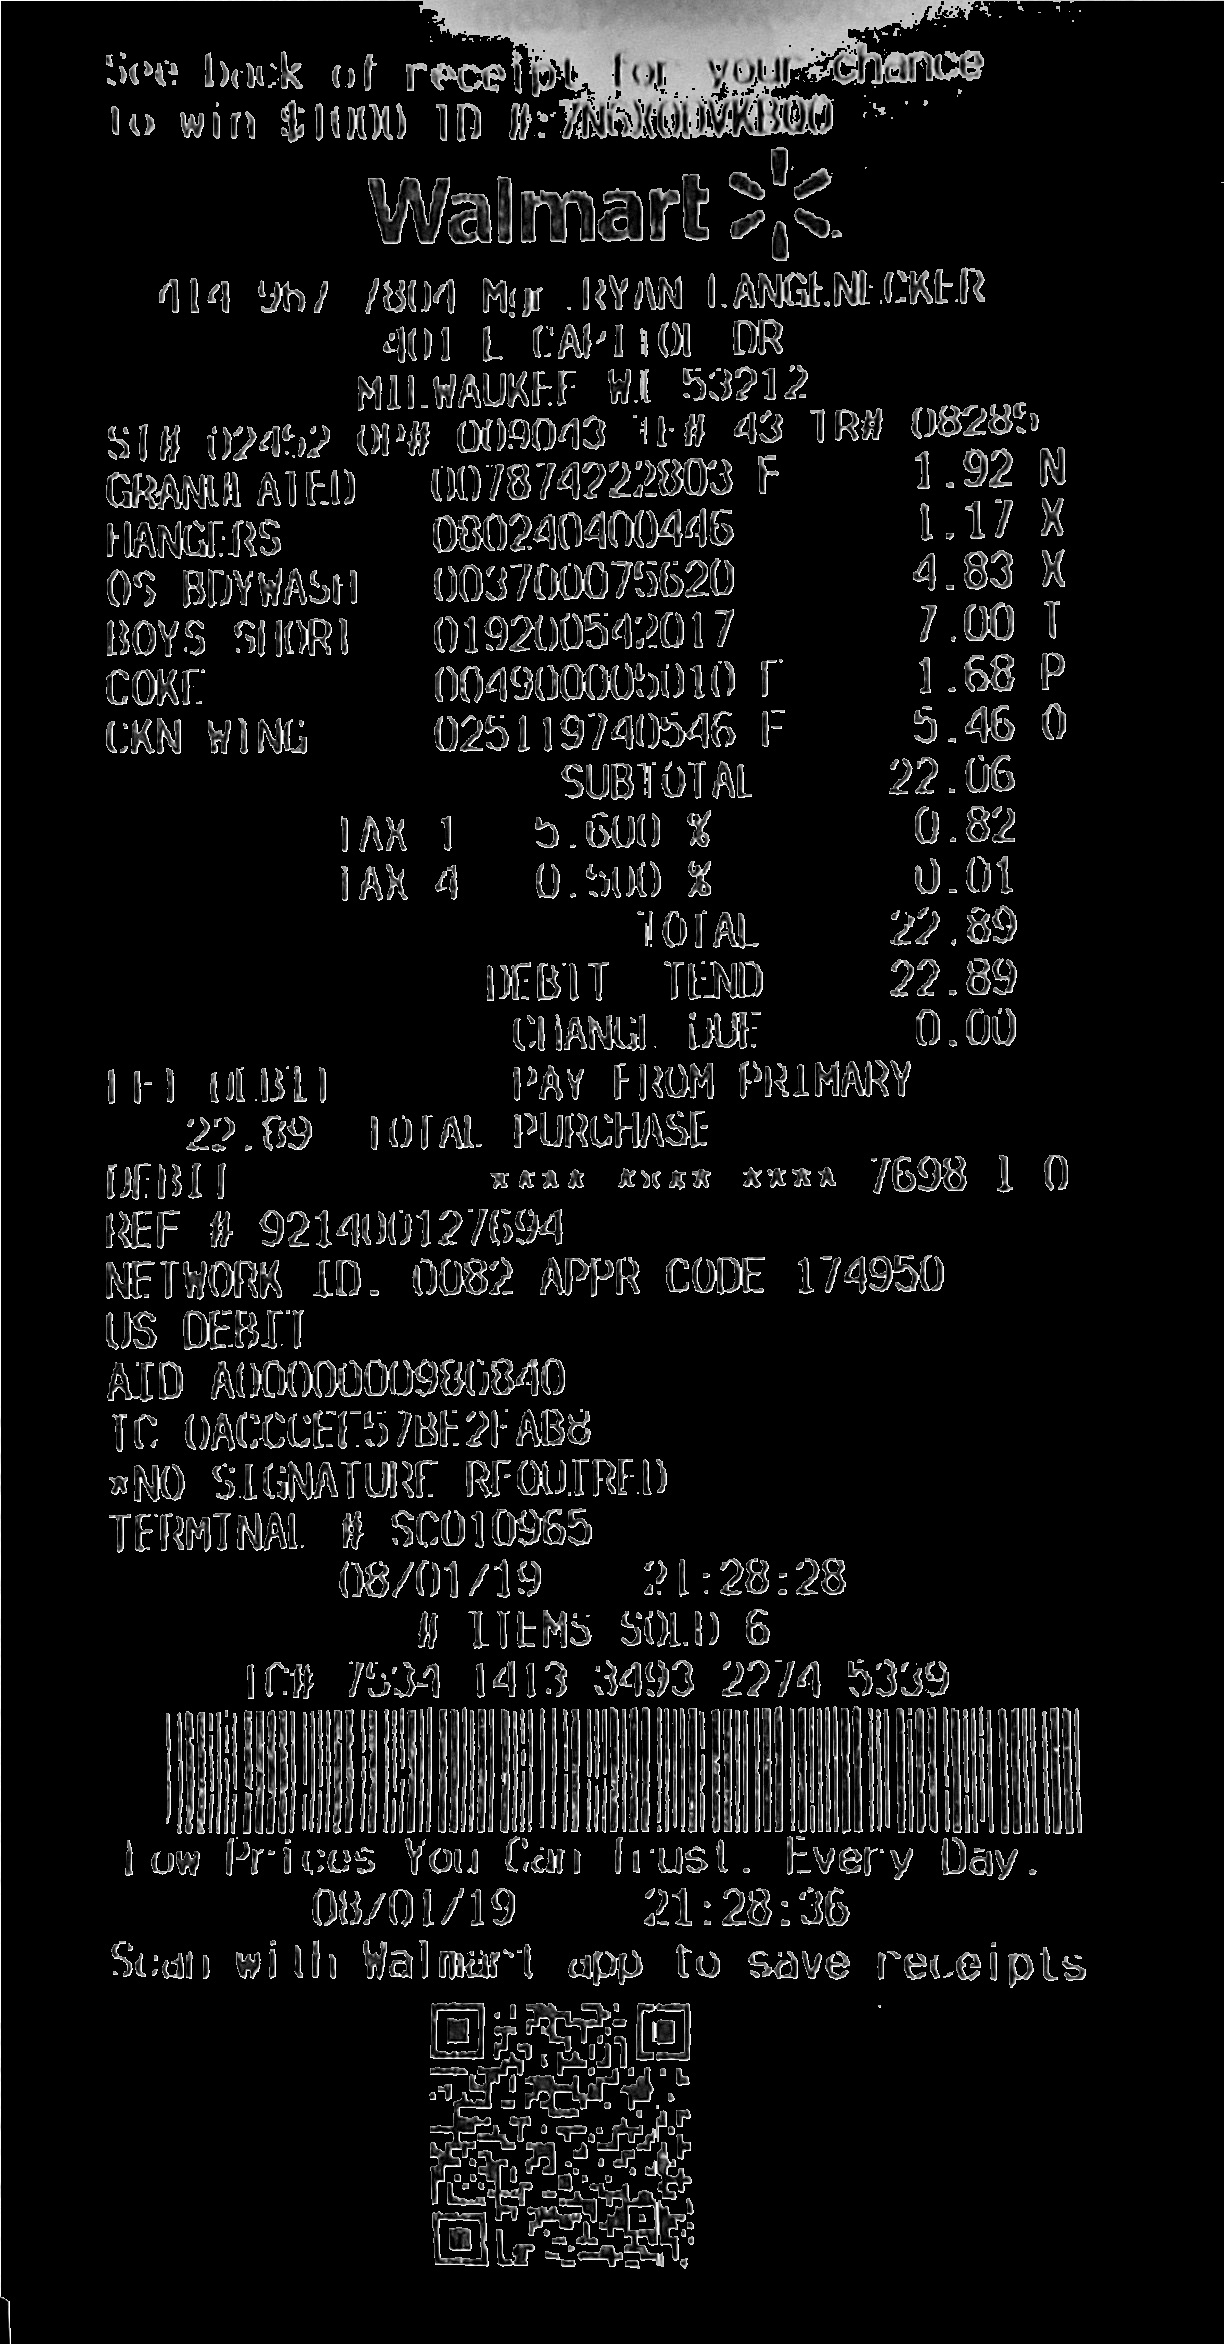 See back of receipt for your chance
to win $1000 ID #: 7N6X0DVKB00
Walmart
414 967 7804 Mgr. RYAN LANGENECKER
401 E CAPITOL DR
MILWAUKEE WI 53212
ST# 02452 OP# 009043 TE# 43 TR# 08285
GRANULATED 007874222803 F 1.92 N
HANGERS 080240400446 1.17 X
OS BDYWASH 003700075620 4.83 X
BOYS SHORT 019200542017 7.00 T
COKE 004900005010 F 1.68 P
CKN WING 025119740546 F 5.46 O
SUBTOTAL 22.06
TAX 1 5.600 % 0.82
TAX 4 0.500 % 0.01
TOTAL 22.89
DEBIT TEND 22.89
CHANGE DUE 0.00
EFT DEBIT PAY FROM PRIMARY
22.89 TOTAL PURCHASE
DEBIT **** **** **** 7698 I 0
REF # 921400127694
NETWORK ID. 0082 APPR CODE 174950
US DEBIT
AID A0000000980840
TC 0ACCCEE57BE2FAB8
*NO SIGNATURE REQUIRED
TERMINAL # SC010965
08/01/19 21:28:28
# ITEMS SOLD 6
TC# 7534 1413 3493 2274 5339
Low Prices You Can Trust. Every Day.
08/01/19 21:28:36
Scan with Walmart app to save receipts